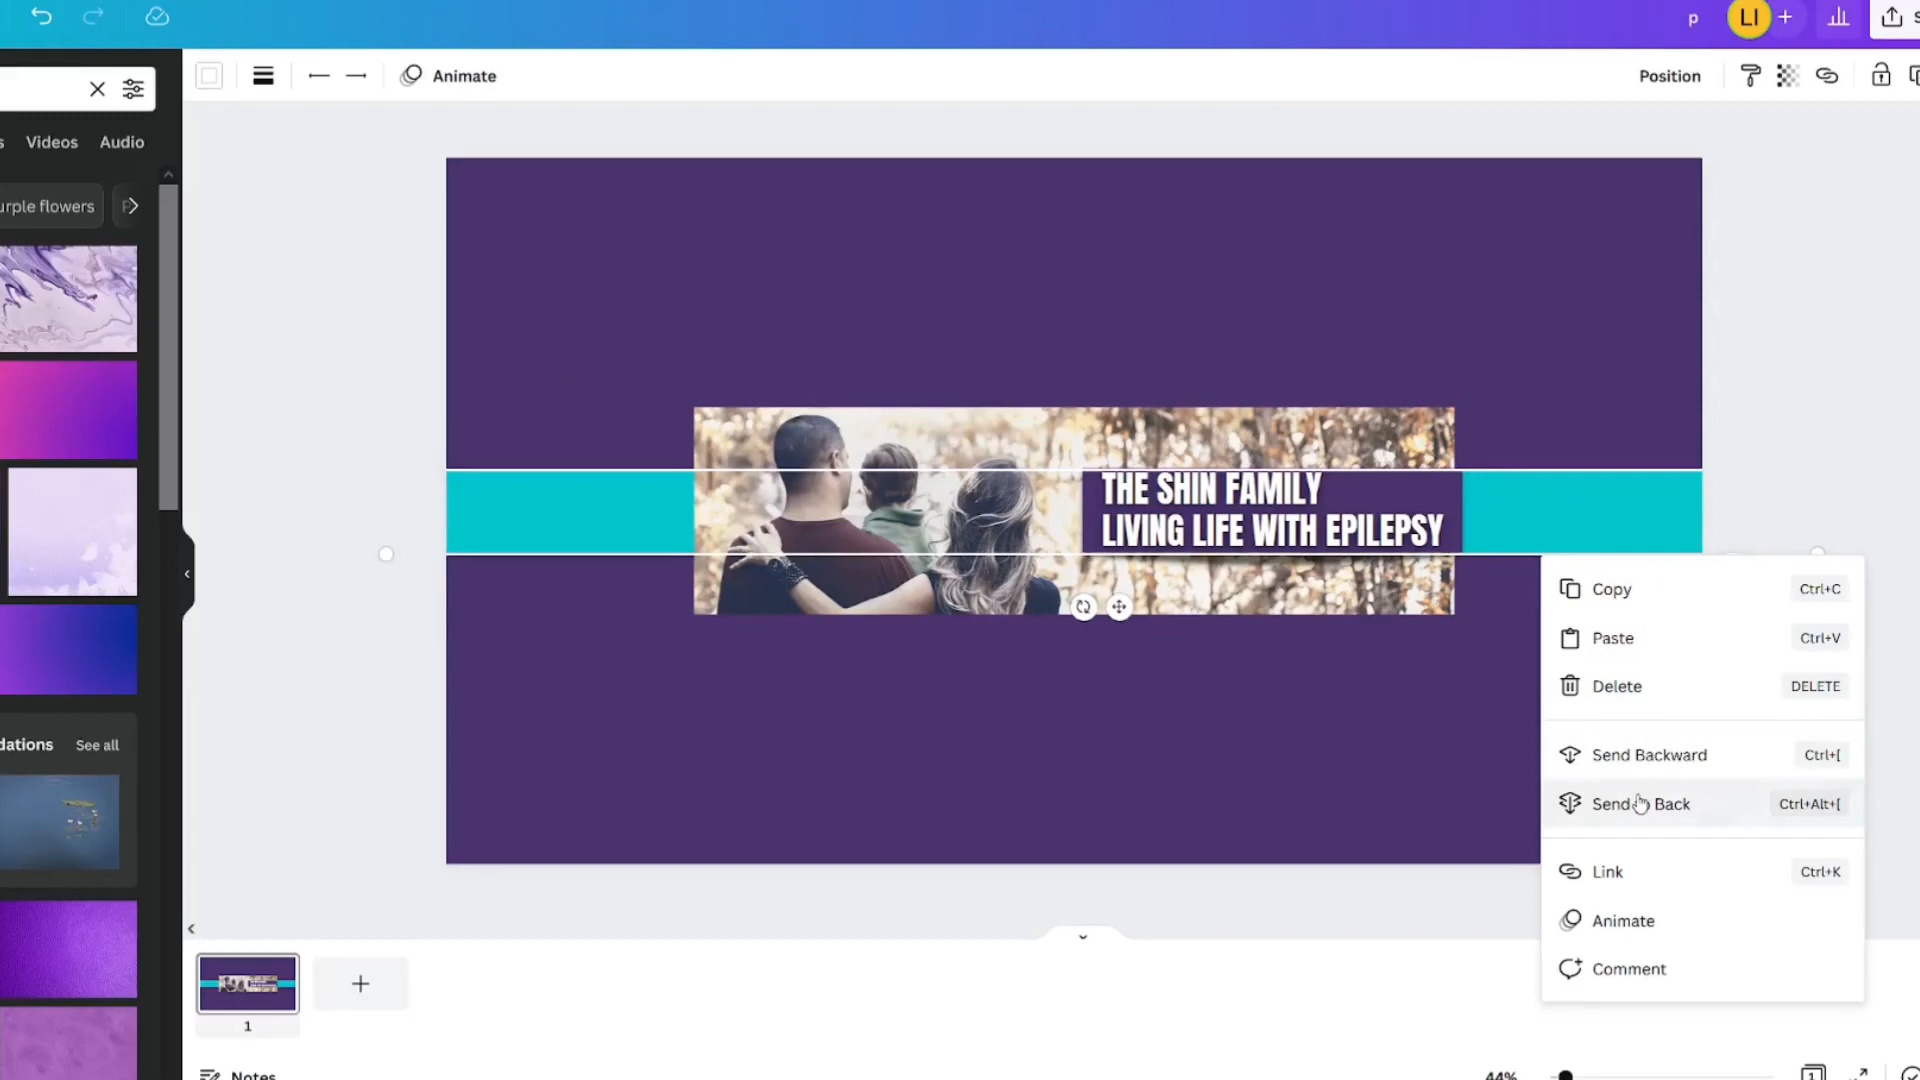 p
LI
S
Animate
Position
s
Videos
Audio
urple flowers
P
THE SHIN FAMILY
LIVING LIFE WITH EPILEPSY
Copy
Ctrl+C
Paste
Ctrl+V
Delete
DELETE
dations
See all
Send Backward
Ctrl+[
Send Back
Ctrl+Alt+[
Link
Ctrl+K
Animate
Comment
1
Notes
44%
1